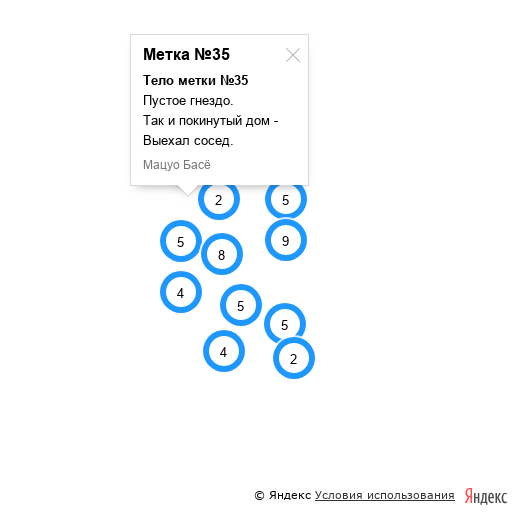 Метка №35
Тело метки №35
Пустое гнездо.
Так и покинутый дом -
Выехал сосед.
Мацуо Басё
2
5
5
8
9
4
5
5
4
2
© Яндекс Условия использования Яндекс